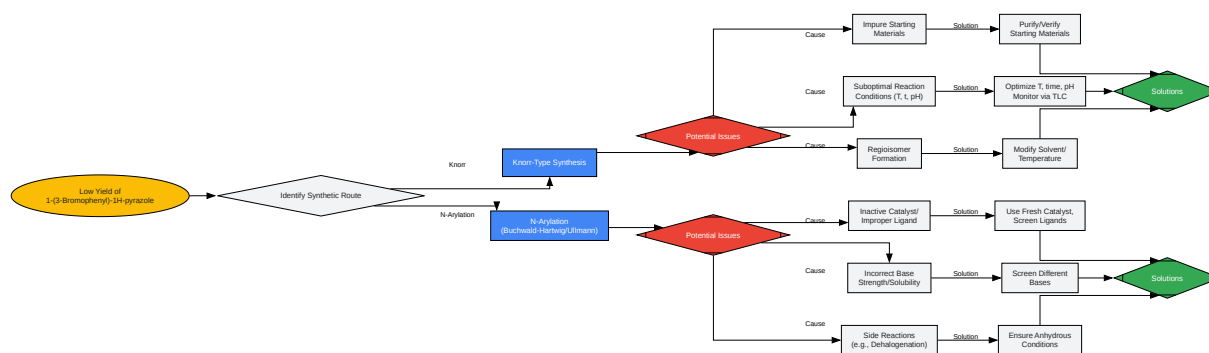 Low Yield of
1-(3-Bromophenyl)-1H-pyrazole
Identify Synthetic Route
Knorr
N-Arylation
Knorr-Type Synthesis
N-Arylation
(Buchwald-Hartwig/Ullmann)
Potential Issues
Cause
Impure Starting
Materials
Solution
Purify/Verify
Starting Materials
Cause
Suboptimal Reaction
Conditions (T, t, pH)
Solution
Optimize T, time, pH
Monitor via TLC
Cause
Regioisomer
Formation
Solution
Modify Solvent/
Temperature
Solutions
Potential Issues
Cause
Inactive Catalyst/
Improper Ligand
Solution
Use Fresh Catalyst,
Screen Ligands
Cause
Incorrect Base
Strength/Solubility
Solution
Screen Different
Bases
Cause
Side Reactions
(e.g., Dehalogenation)
Solution
Ensure Anhydrous
Conditions
Solutions